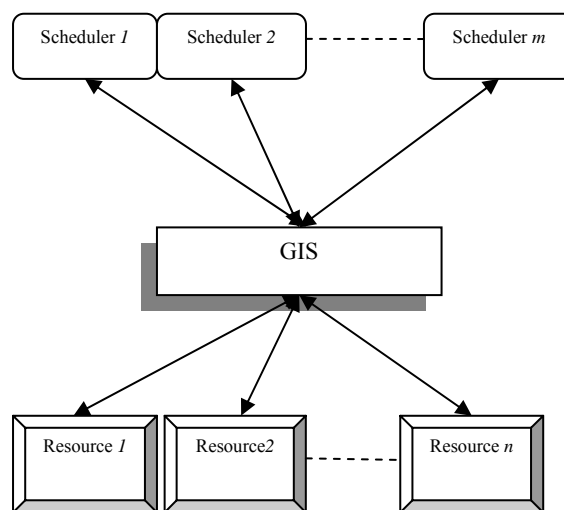 Scheduler 1
Scheduler 2
Scheduler m
GIS
Resource 1
Resource2
Resource n